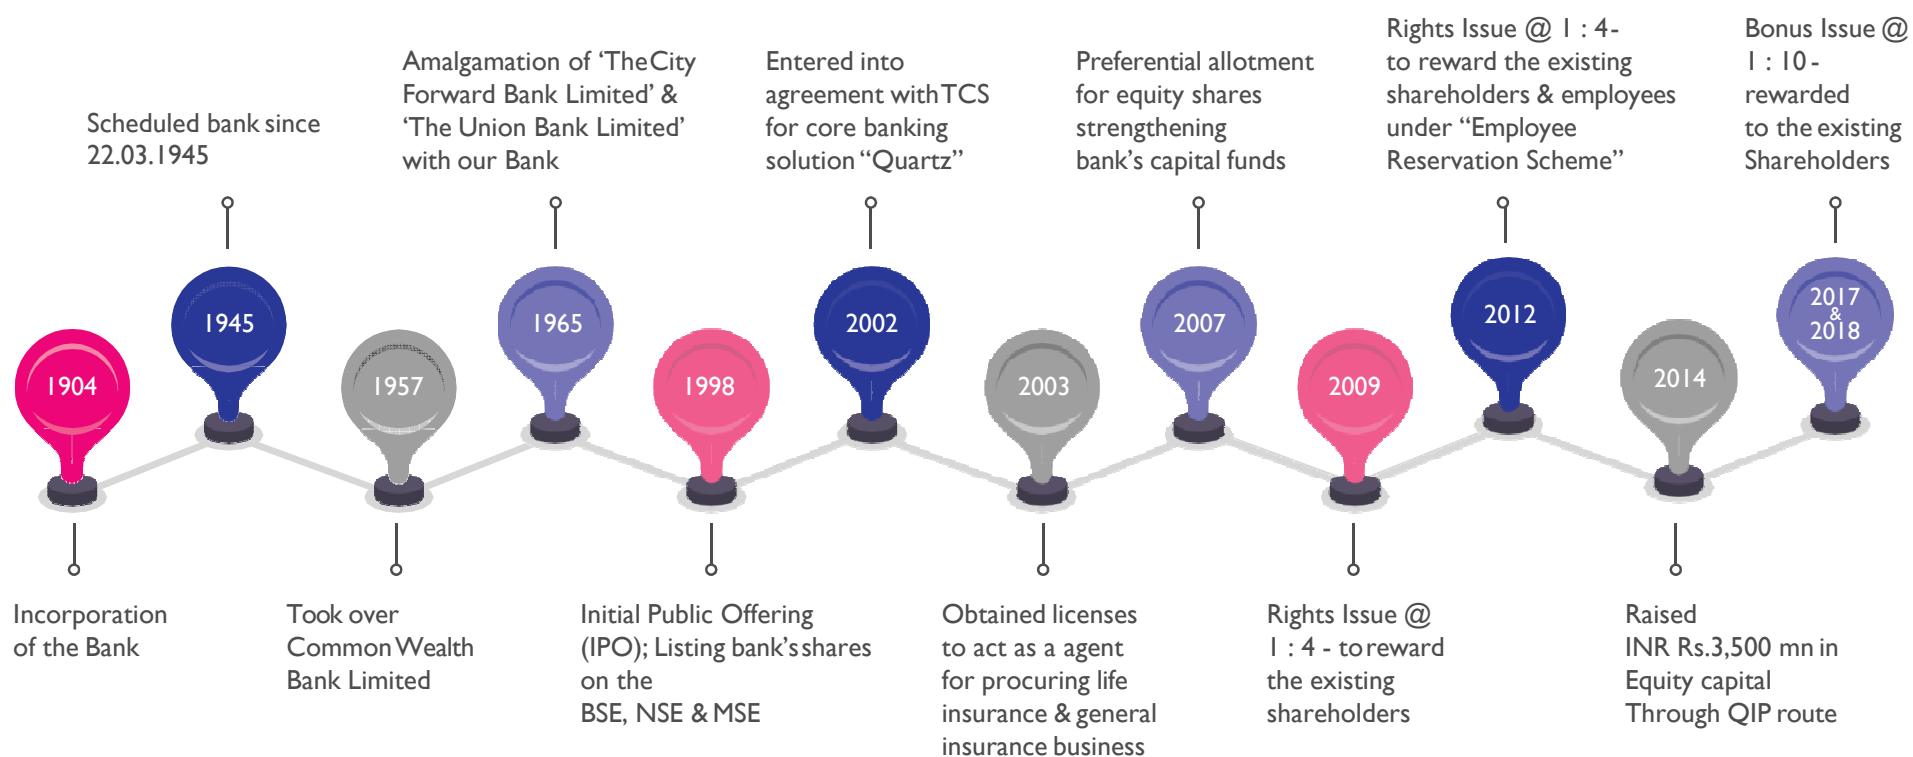 Scheduled bank since
22.03.1945
Amalgamation of ‘The City
Forward Bank Limited’ &
‘The Union Bank Limited’
with our Bank
Entered into
agreement with TCS
for core banking
solution “Quartz”
Preferential allotment
for equity shares
strengthening
bank’s capital funds
Rights Issue @ 1 : 4 -
to reward the existing
shareholders & employees
under “Employee
Reservation Scheme”
Bonus Issue @
1 : 10 -
rewarded
to the existing
Shareholders
1904
1945
1957
1965
1998
2002
2003
2007
2009
2012
2014
2017
&
2018
Incorporation
of the Bank
Took over
Common Wealth
Bank Limited
Initial Public Offering
(IPO); Listing bank’s shares
on the
BSE, NSE & MSE
Obtained licenses
to act as a agent
for procuring life
insurance & general
insurance business
Rights Issue @
1 : 4 - to reward
the existing
shareholders
Raised
INR Rs.3,500 mn in
Equity capital
Through QIP route